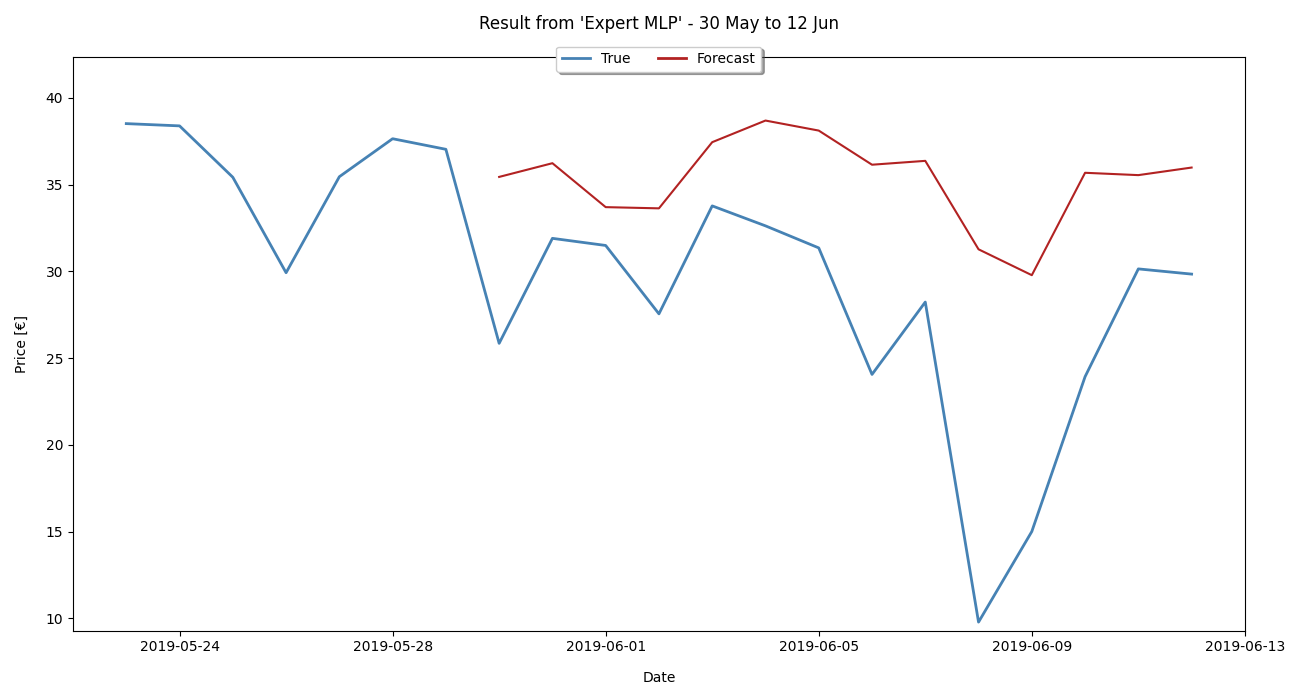 Result from 'Expert MLP' - 30 May to 12 Jun
True Forecast
40
35
30
25
20
15
10
Price [€]
2019-05-24 2019-05-28 2019-06-01 2019-06-05 2019-06-09 2019-06-13
Date